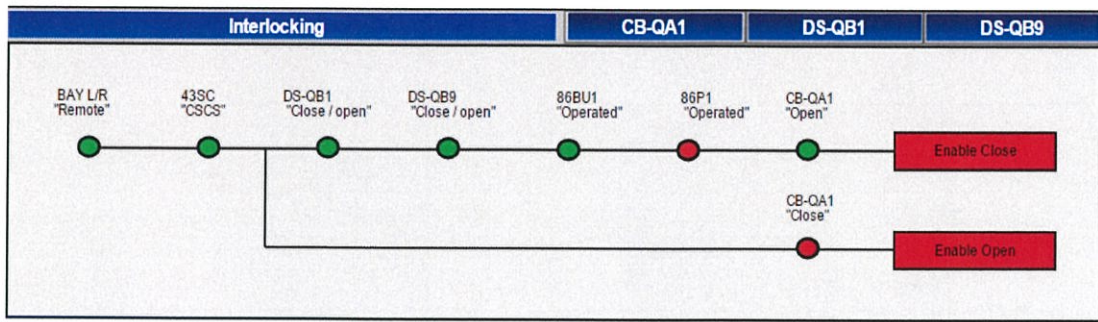 Interlocking
CB-QA1
DS-QB1
DS-QB9
BAY L/R
"Remote"
43SC
"CSCS"
DS-QB1
"Close / open"
DS-QB9
"Close / open"
86BU1
"Operated"
86P1
"Operated"
CB-QA1
"Open"
Enable Close
CB-QA1
"Close"
Enable Open